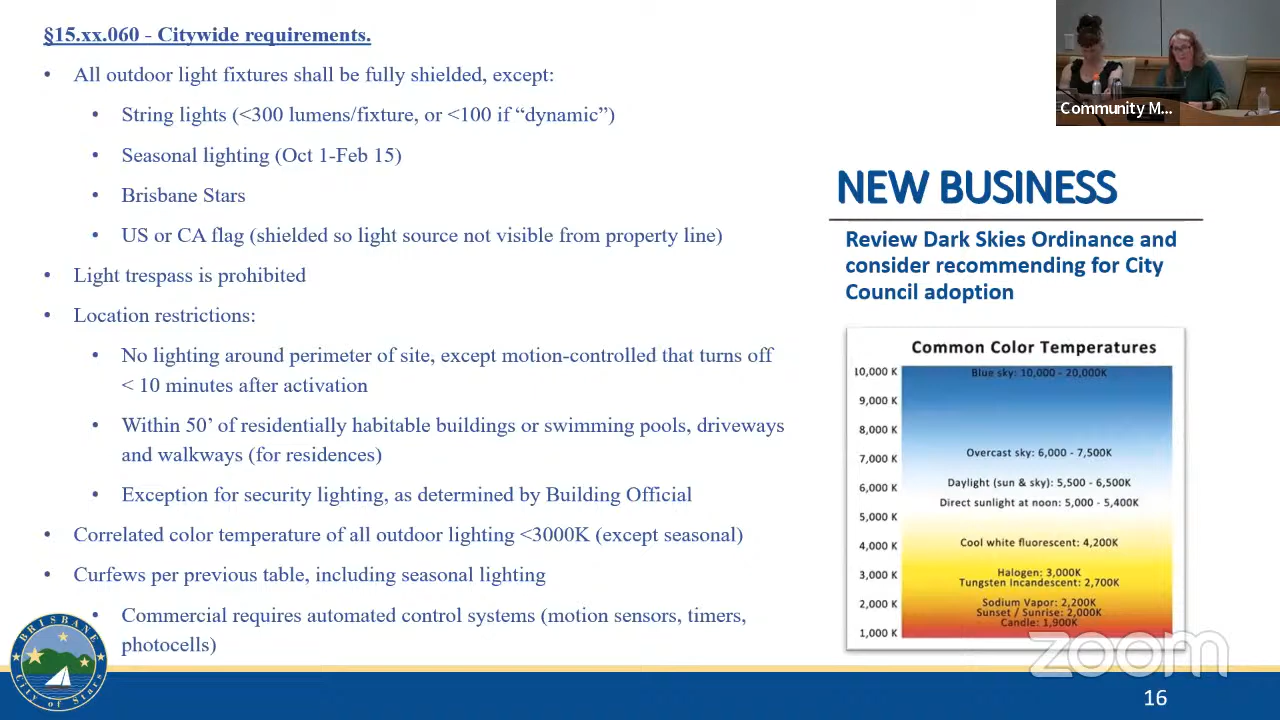 §15.xx.060 - Citywide requirements.
• All outdoor light fixtures shall be fully shielded, except:
• String lights (<300 lumens/fixture, or <100 if “dynamic”)
• Seasonal lighting (Oct 1-Feb 15)
• Brisbane Stars
• US or CA flag (shielded so light source not visible from property line)
• Light trespass is prohibited
• Location restrictions:
• No lighting around perimeter of site, except motion-controlled that turns off
< 10 minutes after activation
• Within 50’ of residentially habitable buildings or swimming pools, driveways
and walkways (for residences)
• Exception for security lighting, as determined by Building Official
• Correlated color temperature of all outdoor lighting <3000K (except seasonal)
• Curfews per previous table, including seasonal lighting
• Commercial requires automated control systems (motion sensors, timers,
photocells)
BRISBANE
City of Stars
Community M...
NEW BUSINESS
Review Dark Skies Ordinance and
consider recommending for City
Council adoption
Common Color Temperatures
10,000 K
Blue sky: 10,000 - 20,000K
9,000 K
8,000 K
Overcast sky: 6,000 - 7,500K
7,000 K
Daylight (sun & sky): 5,500 - 6,500K
6,000 K
Direct sunlight at noon: 5,000 - 5,400K
5,000 K
Cool white fluorescent: 4,200K
4,000 K
Halogen: 3,000K
3,000 K
Tungsten Incandescent: 2,700K
Sodium Vapor: 2,200K
2,000 K
Sunset / Sunrise: 2,000K
Candle: 1,900K
1,000 K
zoom
16